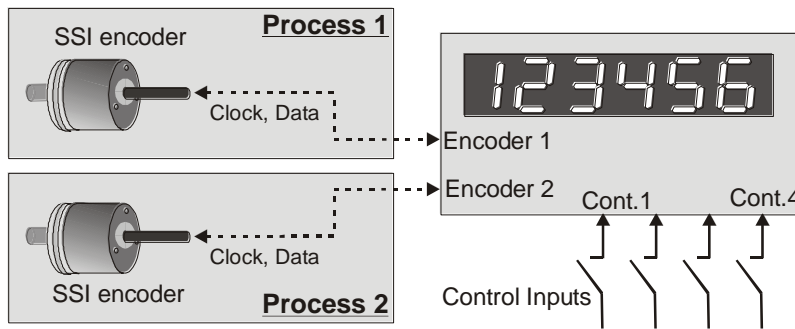 Process 1
SSI encoder
Clock, Data
123456
Encoder 1
Encoder 2
Cont.1
Cont.4
Clock, Data
SSI encoder
Process 2
Control Inputs